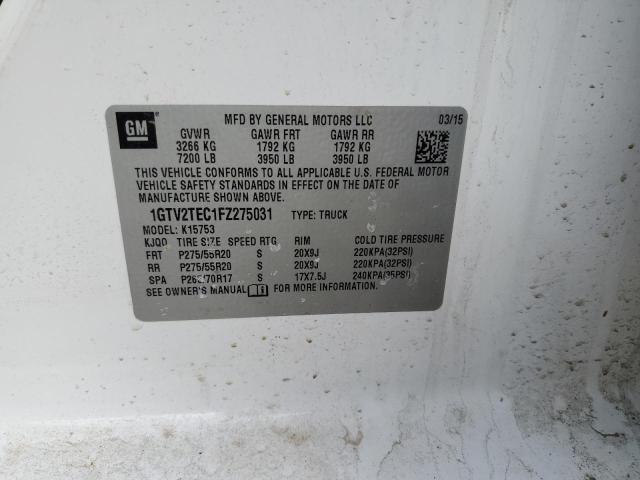 GM
MFD BY GENERAL MOTORS LLC 03/15
GVWR GAWR FRT GAWR RR
3266 KG 1792 KG 1792 KG
7200 LB 3950 LB 3950 LB
THIS VEHICLE CONFORMS TO ALL APPLICABLE U.S. FEDERAL MOTOR
VEHICLE SAFETY STANDARDS IN EFFECT ON THE DATE OF
MANUFACTURE SHOWN ABOVE.
1GTV2TEC1FZ275031 TYPE: TRUCK
MODEL: K15753
KJQO TIRE SIZE SPEED RTG RIM COLD TIRE PRESSURE
FRT P275/55R20 S 20X9J 220KPA(32PSI)
RR P275/55R20 S 20X9J 220KPA(32PSI)
SPA P265/70R17 S 17X7.5J 240KPA(35PSI)
SEE OWNER'S MANUAL FOR MORE INFORMATION.